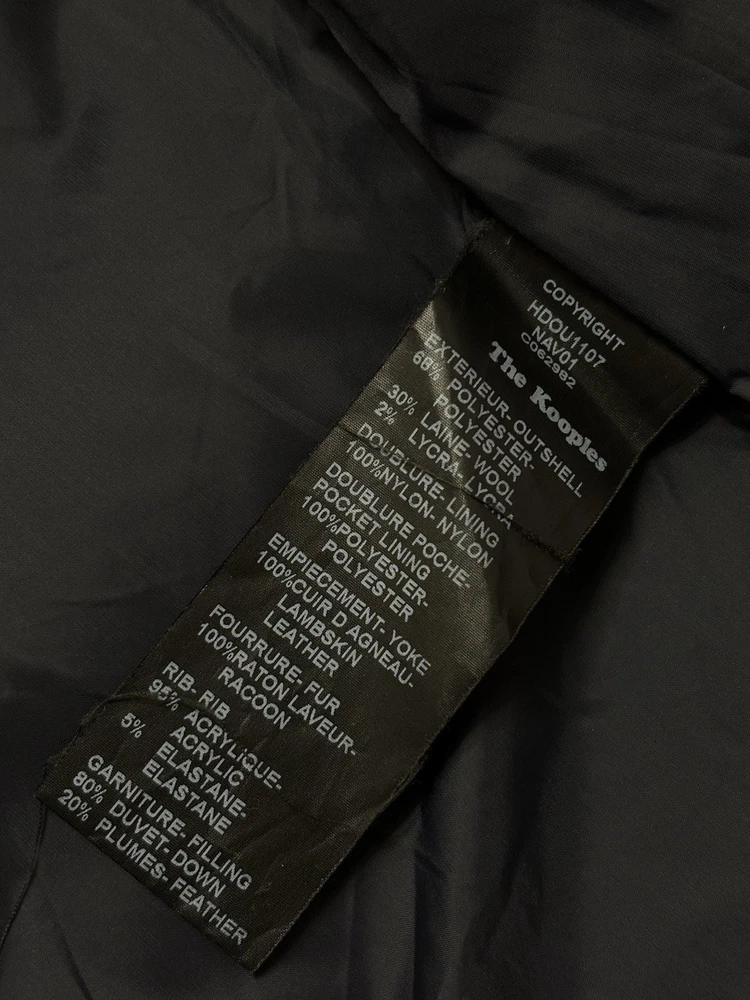 COPYRIGHT
HDOU1107
NAV01
C062982
The Kooples
EXTERIEUR- OUTSHELL
68% POLYESTER-
POLYESTER
30% LAINE- WOOL
2% LYCRA- LYCRA
DOUBLURE- LINING
100%NYLON- NYLON
DOUBLURE POCHE-
POCKET LINING
100%POLYESTER-
POLYESTER
EMPIECEMENT- YOKE
100%CUIR D AGNEAU-
LAMBSKIN
LEATHER
FOURRURE- FUR
100%RATON LAVEUR-
RACOON
RIB- RIB
95% ACRYLIQUE-
ACRYLIC
5% ELASTANE-
ELASTANE
GARNITURE- FILLING
80% DUVET- DOWN
20% PLUMES- FEATHER